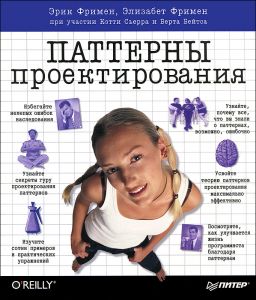 Эрик Фримен, Элизабет Фримен
при участии Кэтти Сьерра и Берта Бейтса
ПАТТЕРНЫ
проектирования
Избегайте
нелепых ошибок
наследования
Узнайте
секреты гуру
проектирования
паттернов
Изучите
сотни примеров
и практических
упражнений
Узнайте,
почему все,
что вы знали
о паттернах,
возможно, ошибочно
Усвойте
теорию паттернов
проектирования
максимально
эффективно
Посмотрите,
как улучшается
жизнь
программиста
благодаря
паттернам
O'REILLY®
ПИТЕР®